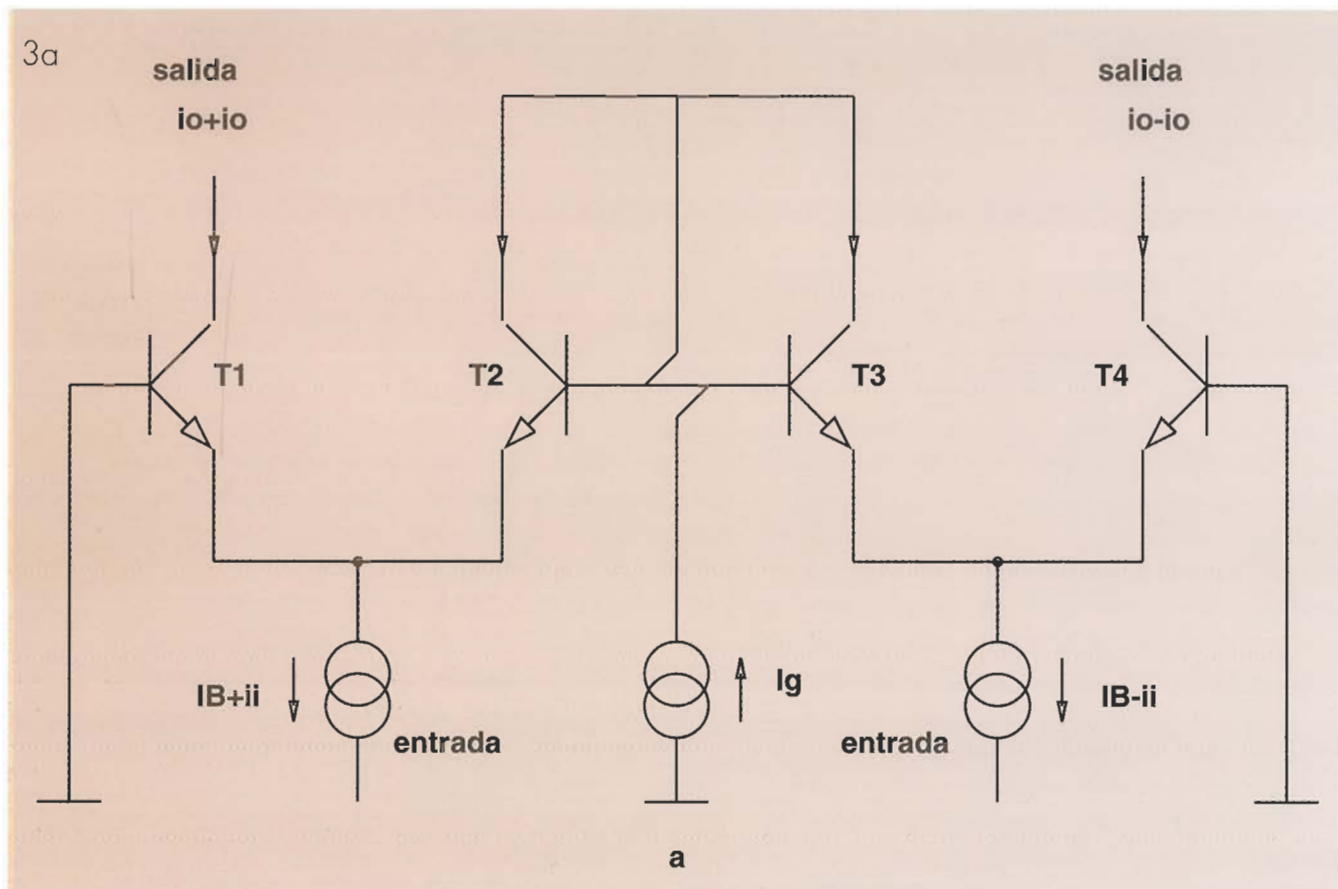 3a
salida
io+io
salida
io-io
T1
T2
T3
T4
IB+ii
entrada
Ig
entrada
IB-ii
a